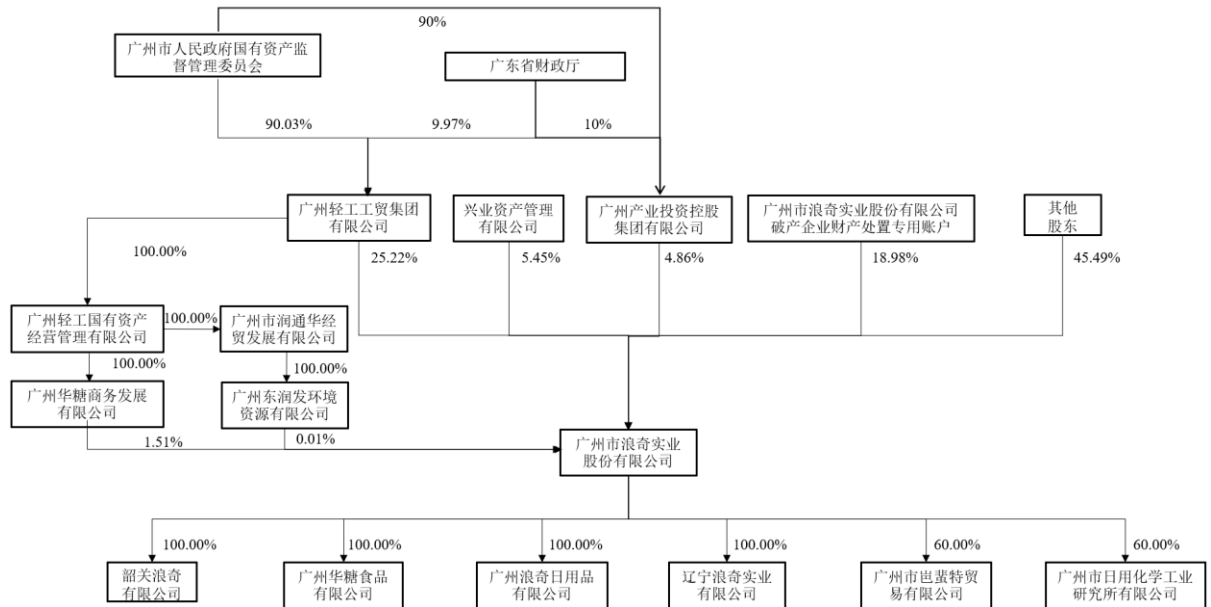 90%
广州市人民政府国有资产监
督管理委员会
广东省财政厅
90.03%
9.97%
10%
广州轻工工贸集团
有限公司
兴业资产管理
有限公司
广州产业投资控股
集团有限公司
广州市浪奇实业股份有限公司
破产企业财产处置专用账户
其他
股东
100.00%
25.22%
5.45%
4.86%
18.98%
45.49%
广州轻工国有资产
经营管理有限公司
100.00%
广州市润通华经
贸发展有限公司
100.00%
100.00%
广州华糖商务发展
有限公司
广州东润发环境
资源有限公司
1.51%
0.01%
广州市浪奇实业
股份有限公司
100.00%
100.00%
100.00%
100.00%
60.00%
60.00%
韶关浪奇
有限公司
广州华糖食品
有限公司
广州浪奇日用品
有限公司
辽宁浪奇实业
有限公司
广州市岜蜚特贸
易有限公司
广州市日用化学工业
研究所有限公司